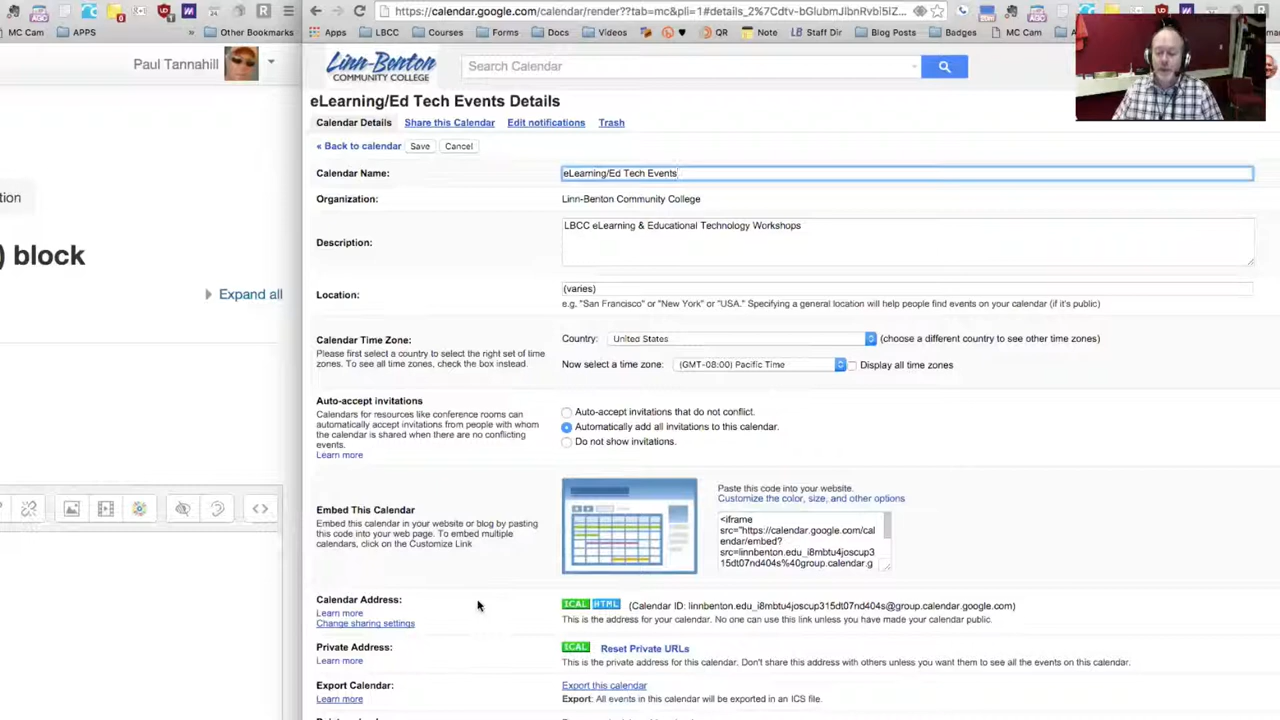 https://calendar.google.com/calendar/render??tab=mc&pli=1#details_2%7Cdtv-bGlubmJlbnRvbi5lZ...
MC Cam
APPS
»
Other Bookmarks
Apps
LBCC
Courses
Forms
Docs
Videos
QR
Note
Staff Dir
Blog Posts
Badges
MC Cam
Paul Tannahill
Linn-Benton
COMMUNITY COLLEGE
Search Calendar
eLearning/Ed Tech Events Details
Calendar Details
Share this Calendar
Edit notifications
Trash
« Back to calendar
Save
Cancel
Calendar Name:
eLearning/Ed Tech Events
tion
Organization:
Linn-Benton Community College
) block
Description:
LBCC eLearning & Educational Technology Workshops
Expand all
Location:
(varies)
e.g. "San Francisco" or "New York" or "USA." Specifying a general location will help people find events on your calendar (if it's public)
Calendar Time Zone:
Please first select a country to select the right set of time
zones. To see all time zones, check the box instead.
Country:
United States
(choose a different country to see other time zones)
Now select a time zone:
(GMT-08:00) Pacific Time
Display all time zones
Auto-accept invitations
Calendars for resources like conference rooms can
automatically accept invitations from people with whom
the calendar is shared when there are no conflicting
events.
Learn more
Auto-accept invitations that do not conflict.
Automatically add all invitations to this calendar.
Do not show invitations.
Embed This Calendar
Embed this calendar in your website or blog by pasting
this code into your web page. To embed multiple
calendars, click on the Customize Link
Paste this code into your website.
Customize the color, size, and other options
<iframe
src="https://calendar.google.com/cal
endar/embed?
src=linnbenton.edu_i8mbtu4joscup3
15dt07nd404s%40group.calendar.g
Calendar Address:
Learn more
Change sharing settings
ICAL
HTML
(Calendar ID: linnbenton.edu_i8mbtu4joscup315dt07nd404s@group.calendar.google.com)
This is the address for your calendar. No one can use this link unless you have made your calendar public.
Private Address:
Learn more
ICAL
Reset Private URLs
This is the private address for this calendar. Don't share this address with others unless you want them to see all the events on this calendar.
Export Calendar:
Learn more
Export this calendar
Export: All events in this calendar will be exported in an ICS file.